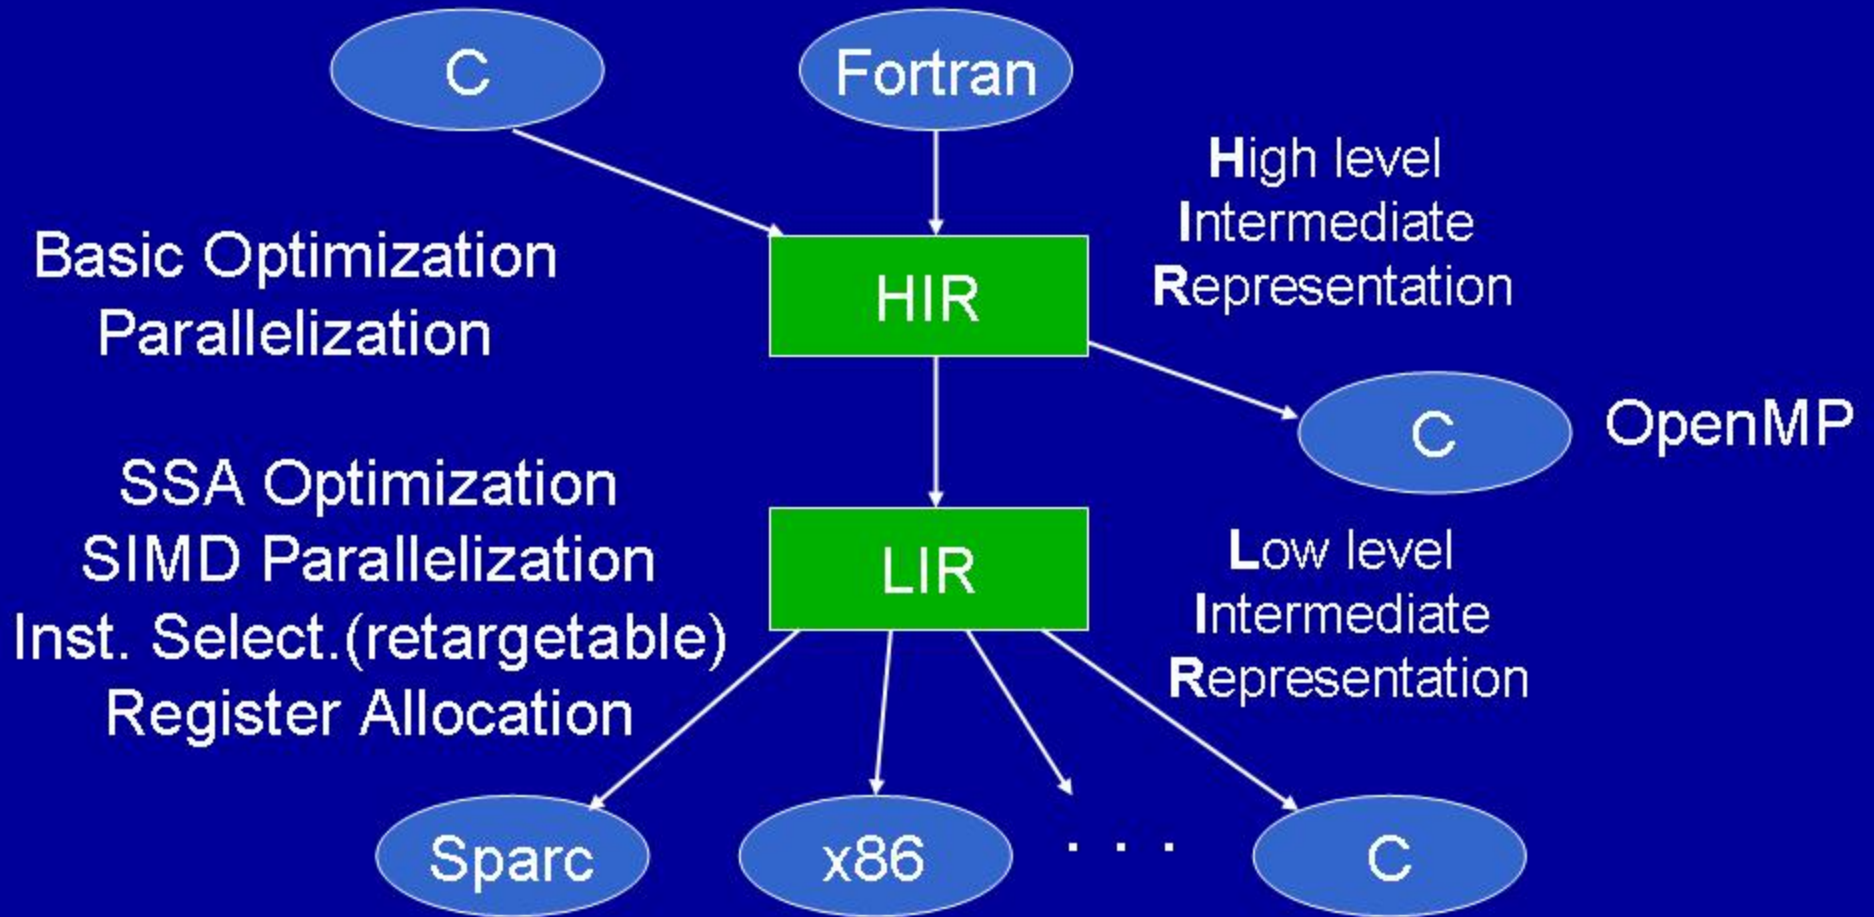 C
Fortran
High level
Intermediate
Representation
Basic Optimization
Parallelization
HIR
C
OpenMP
SSA Optimization
SIMD Parallelization
Inst. Select.(retargetable)
Register Allocation
LIR
Low level
Intermediate
Representation
Sparc
x86
. . .
C